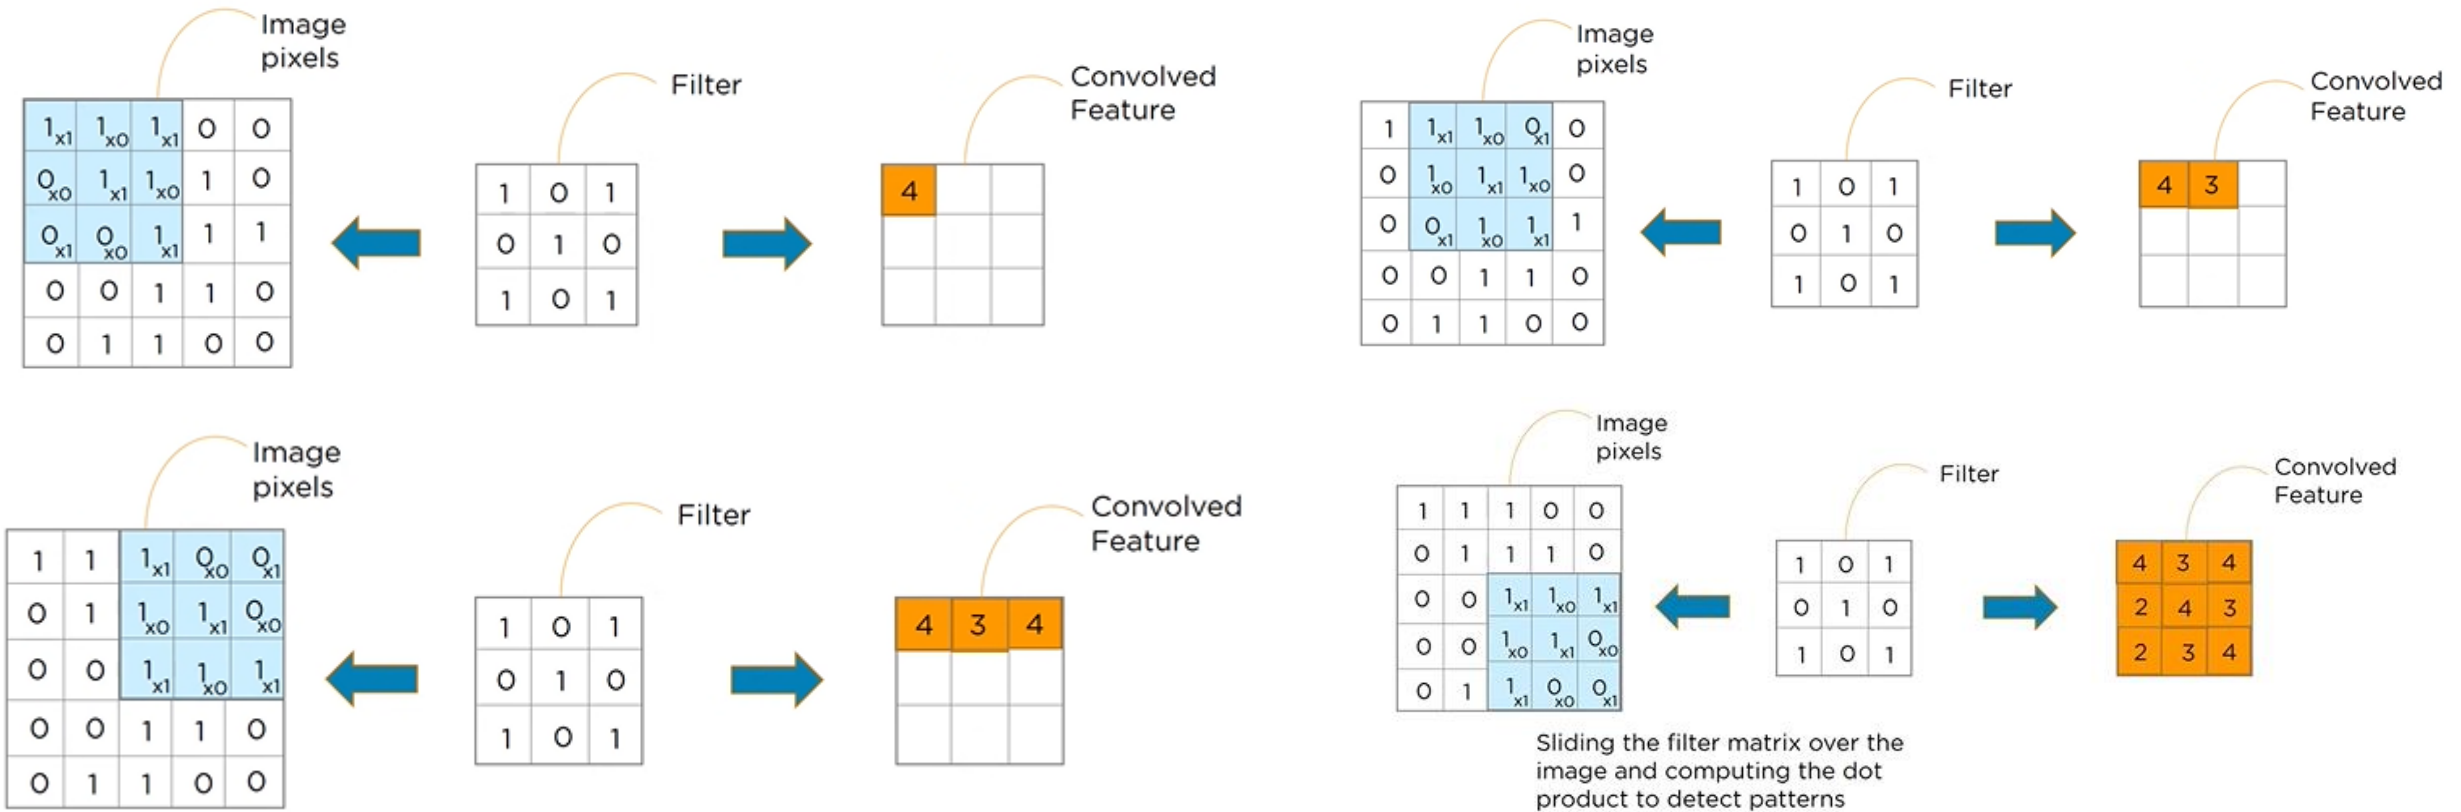 Image
pixels
Filter
Convolved
Feature
1x1 1x0 1x1 0 0
0x0 1x1 1x0 1 0
0x1 0x0 1x1 1 1
0 0 1 1 0
0 1 1 0 0
1 0 1
0 1 0
1 0 1
4
Image
pixels
Filter
Convolved
Feature
1 1x1 1x0 0x1 0
0 1x0 1x1 1x0 0
0 0x1 1x0 1x1 1
0 0 1 1 0
0 1 1 0 0
1 0 1
0 1 0
1 0 1
4 3
Image
pixels
Filter
Convolved
Feature
1 1 1x1 0x0 0x1
0 1 1x0 1x1 0x0
0 0 1x1 1x0 1x1
0 0 1 1 0
0 1 1 0 0
1 0 1
0 1 0
1 0 1
4 3 4
Image
pixels
Filter
Convolved
Feature
1 1 1 0 0
0 1 1 1 0
0 0 1x1 1x0 1x1
0 0 1x0 1x1 0x0
0 1 1x1 0x0 0x1
1 0 1
0 1 0
1 0 1
4 3 4
2 4 3
2 3 4
Sliding the filter matrix over the
image and computing the dot
product to detect patterns